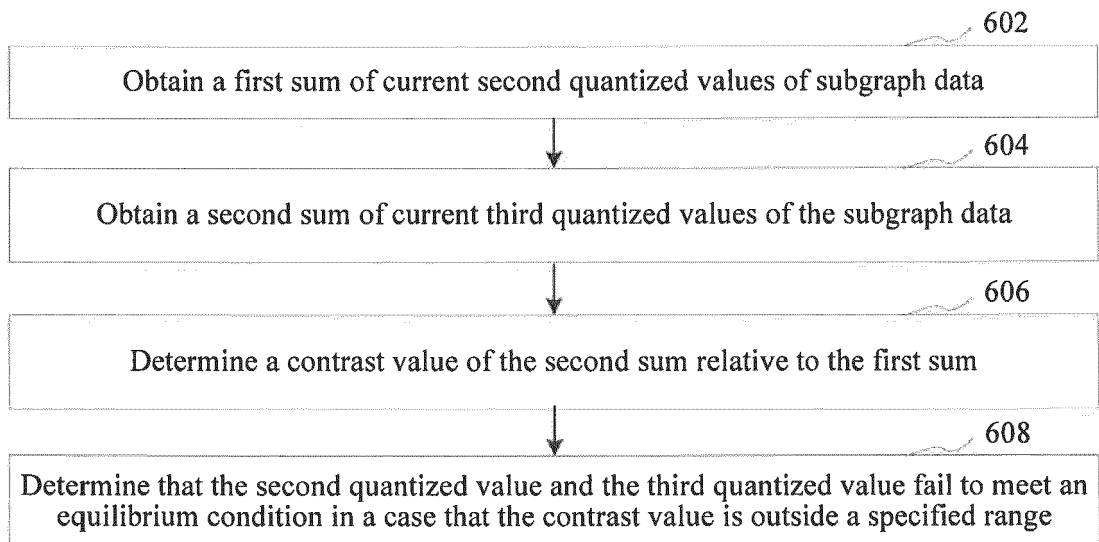 602
Obtain a first sum of current second quantized values of subgraph data
604
Obtain a second sum of current third quantized values of the subgraph data
606
Determine a contrast value of the second sum relative to the first sum
608
Determine that the second quantized value and the third quantized value fail to meet an
equilibrium condition in a case that the contrast value is outside a specified range